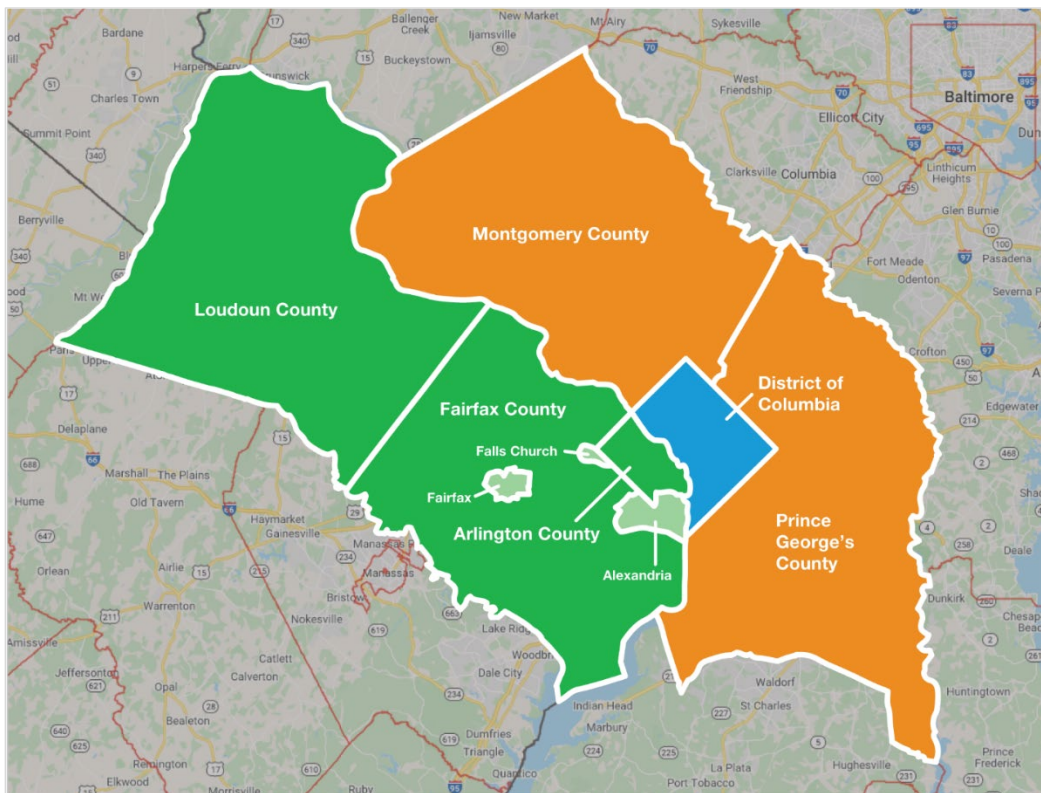 Bardane
Ballenger
Creek
New Market
Mt Airy
Sykesville
Ijamsville
Buckeystown
Harpers Ferry
Charles Town
West
Friendship
Baltimore
Ellicott City
Summit Point
Linthicum
Heights
Clarksville
Columbia
Glen Burnie
Berryville
Montgomery County
Fort Meade
Pasadena
Odenton
Severna
Loudoun County
Crofton
District of
Columbia
Fairfax County
Edgewater
Delaplane
Falls Church
Marshall
The Plains
Fairfax
Hume
Old Tavern
Haymarket
Gainesville
Arlington County
Prince
George's
County
Deale
Orlean
Airlie
Manassas
Alexandria
Bristow
Warrenton
Nokesville
Dunkirk
Chesapeake
Amissville
Lake Ridge
Catlett
Jefferson
Calverton
Opal
Dale City
Waldorf
St Charles
Huntingtown
Indian Head
Marbury
Bealeton
Dumfries
Triangle
Remington
Hughesville
Prince
Frederick
La Plata
Port Tobacco
Quantico
Elkwood
Morrisville
Ruby